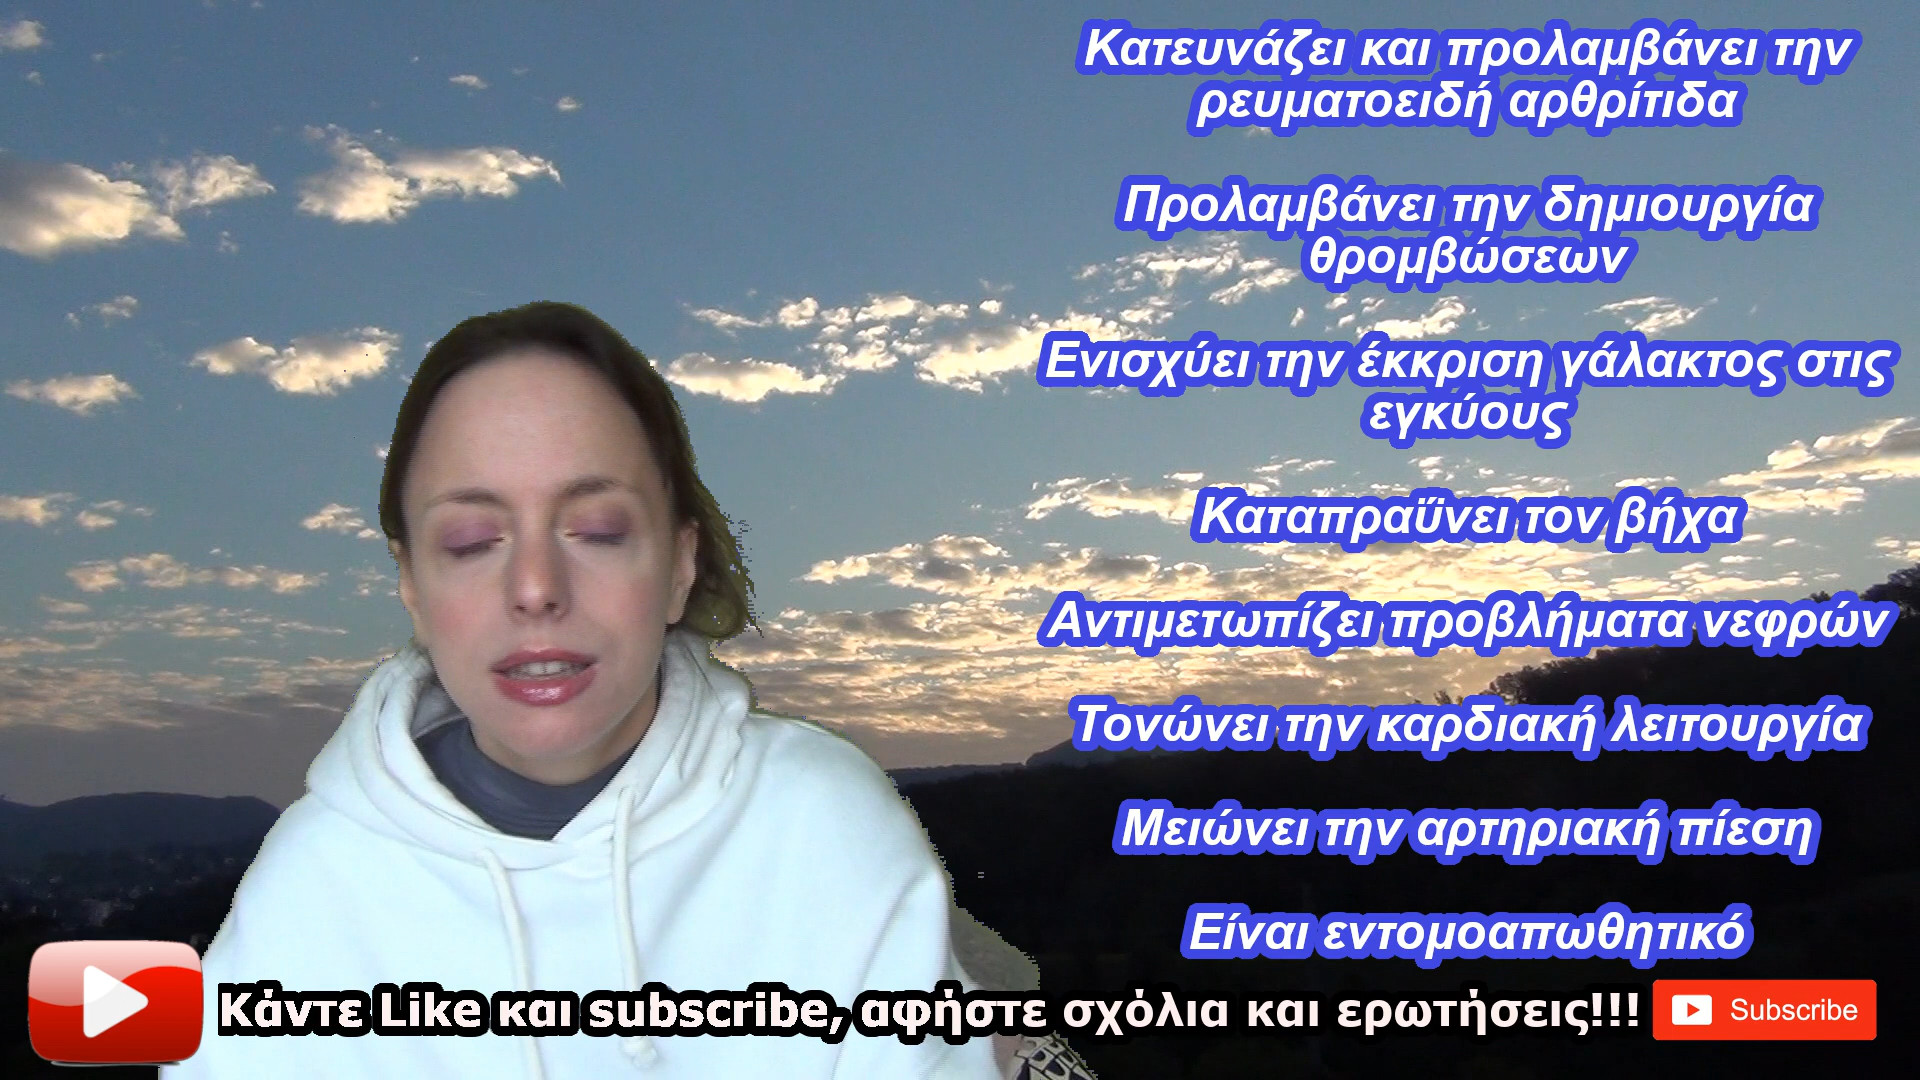 Κατευνάζει και προλαμβάνει την
ρευματοειδή αρθρίτιδα
Προλαμβάνει την δημιουργία
θρομβώσεων
Ενισχύει την έκκριση γάλακτος στις
εγκύους
Καταπραΰνει τον βήχα
Αντιμετωπίζει προβλήματα νεφρών
Τονώνει την καρδιακή λειτουργία
Μειώνει την αρτηριακή πίεση
Είναι εντομοαπωθητικό
Κάντε Like και subscribe, αφήστε σχόλια και ερωτήσεις!!!
Subscribe